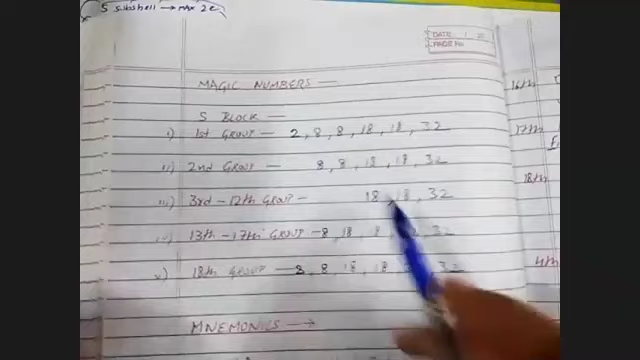 S subshell → max 2e
DATE
PAGE No
MAGIC NUMBERS —
S BLOCK —
i) 1st GROUP — 2, 8, 8, 18, 18, 32
ii) 2nd GROUP — 8, 8, 18, 18, 32
iii) 3rd - 12th GROUP - 18, 18, 32
iv) 13th - 17th GROUP - 8, 18, 8, 32
v) 18th GROUP — 8, 8, 18, 18, 32
MNEMONICS →
16th
17th
18th